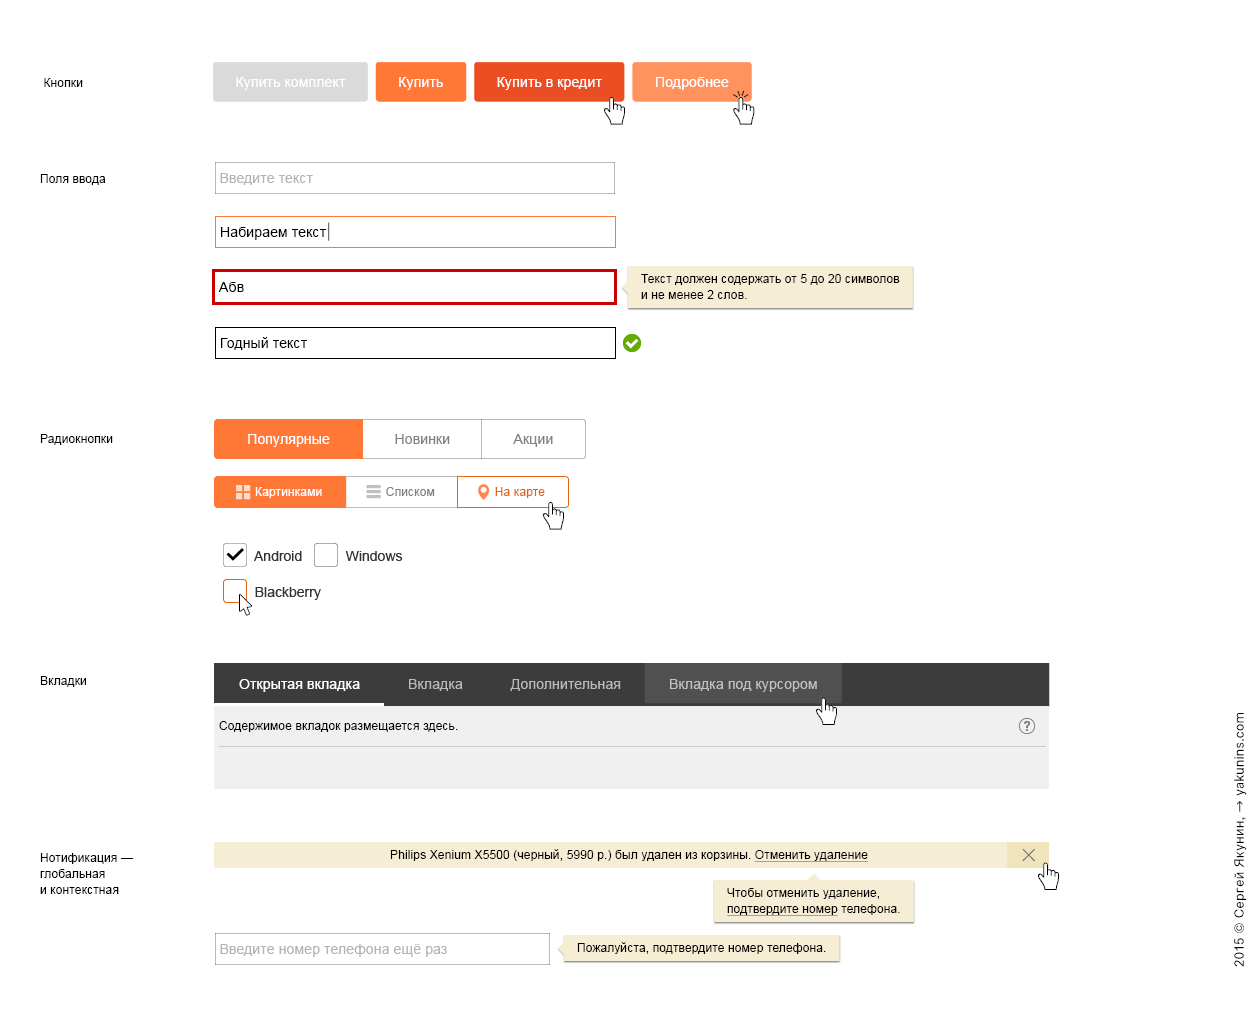 Кнопки
Купить комплект
Купить
Купить в кредит
Подробнее
Поля ввода
Введите текст
Набираем текст
Абв
Текст должен содержать от 5 до 20 символов
и не менее 2 слов.
Годный текст
Радиокнопки
Популярные
Новинки
Акции
Картинками
Списком
На карте
Android
Windows
Blackberry
Вкладки
Открытая вкладка
Вкладка
Дополнительная
Вкладка под курсором
Содержимое вкладок размещается здесь.
?
Нотификация —
глобальная
и контекстная
Philips Xenium X5500 (черный, 5990 р.) был удален из корзины. Отменить удаление
Чтобы отменить удаление,
подтвердите номер телефона.
Введите номер телефона ещё раз
Пожалуйста, подтвердите номер телефона.
2015 © Сергей Якунин, → yakunins.com